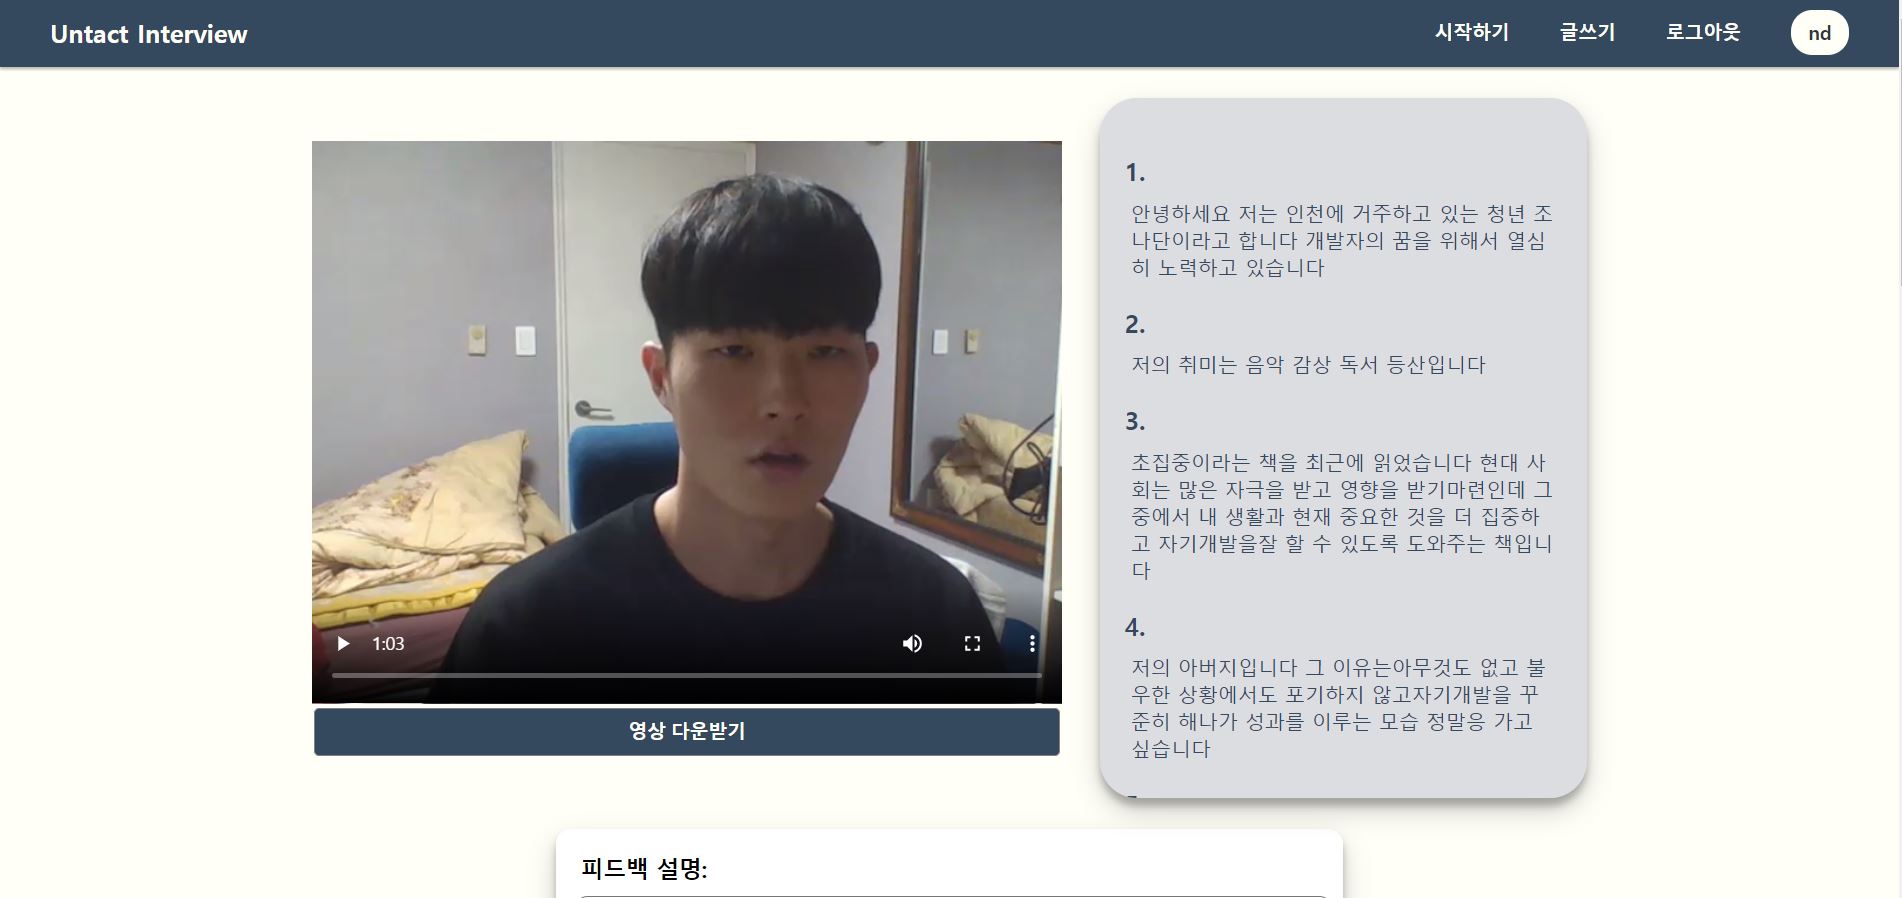 Untact Interview
시작하기
글쓰기
로그아웃
nd
1.
안녕하세요 저는 인천에 거주하고 있는 청년 조
나단이라고 합니다 개발자의 꿈을 위해서 열심
히 노력하고 있습니다
2.
저의 취미는 음악 감상 독서 등산입니다
3.
초집중이라는 책을 최근에 읽었습니다 현대 사
회는 많은 자극을 받고 영향을 받기마련인데 그
중에서 내 생활과 현재 중요한 것을 더 집중하
고 자기개발을잘 할 수 있도록 도와주는 책입니
다
4.
저의 아버지입니다 그 이유는아무것도 없고 불
우한 상황에서도 포기하지 않고자기개발을 꾸
준히 해나가 성과를 이루는 모습 정말응 가고
싶습니다
1:03
영상 다운받기
피드백 설명: